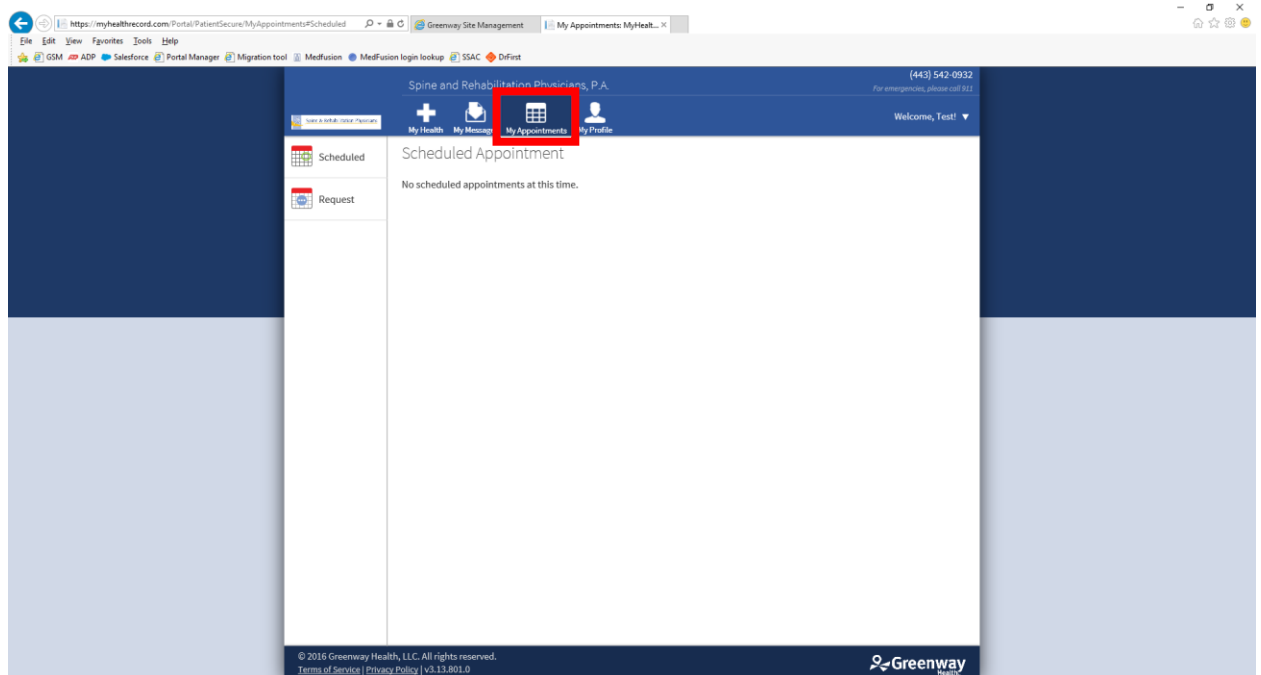 https://myhealthrecord.com/Portal/PatientSecure/MyAppointments#Scheduled
Greenway Site Management
My Appointments: MyHealt...
File Edit View Favorites Tools Help
GSM ADP Salesforce Portal Manager Migration tool Medfusion MedFusion login lookup SSAC DrFirst
Spine and Rehabilitation Physicians, P.A.
(443) 542-0932
For emergencies, please call 911
My Health My Messag My Appointments My Profile
Welcome, Test! ▼
Scheduled
Request
Scheduled Appointment
No scheduled appointments at this time.
© 2016 Greenway Health, LLC. All rights reserved.
Terms of Service | Privacy Policy | v3.13.801.0
Greenway
Health